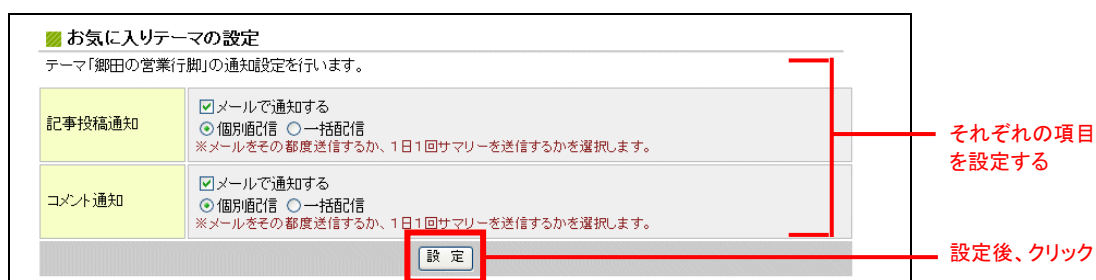 お気に入りテーマの設定
テーマ「郷田の営業行脚」の通知設定を行います。
記事投稿通知
メールで通知する
個別配信 一括配信
※メールをその都度送信するか、1日1回サマリーを送信するかを選択します。
コメント通知
メールで通知する
個別配信 一括配信
※メールをその都度送信するか、1日1回サマリーを送信するかを選択します。
設 定
それぞれの項目
を設定する
設定後、クリック